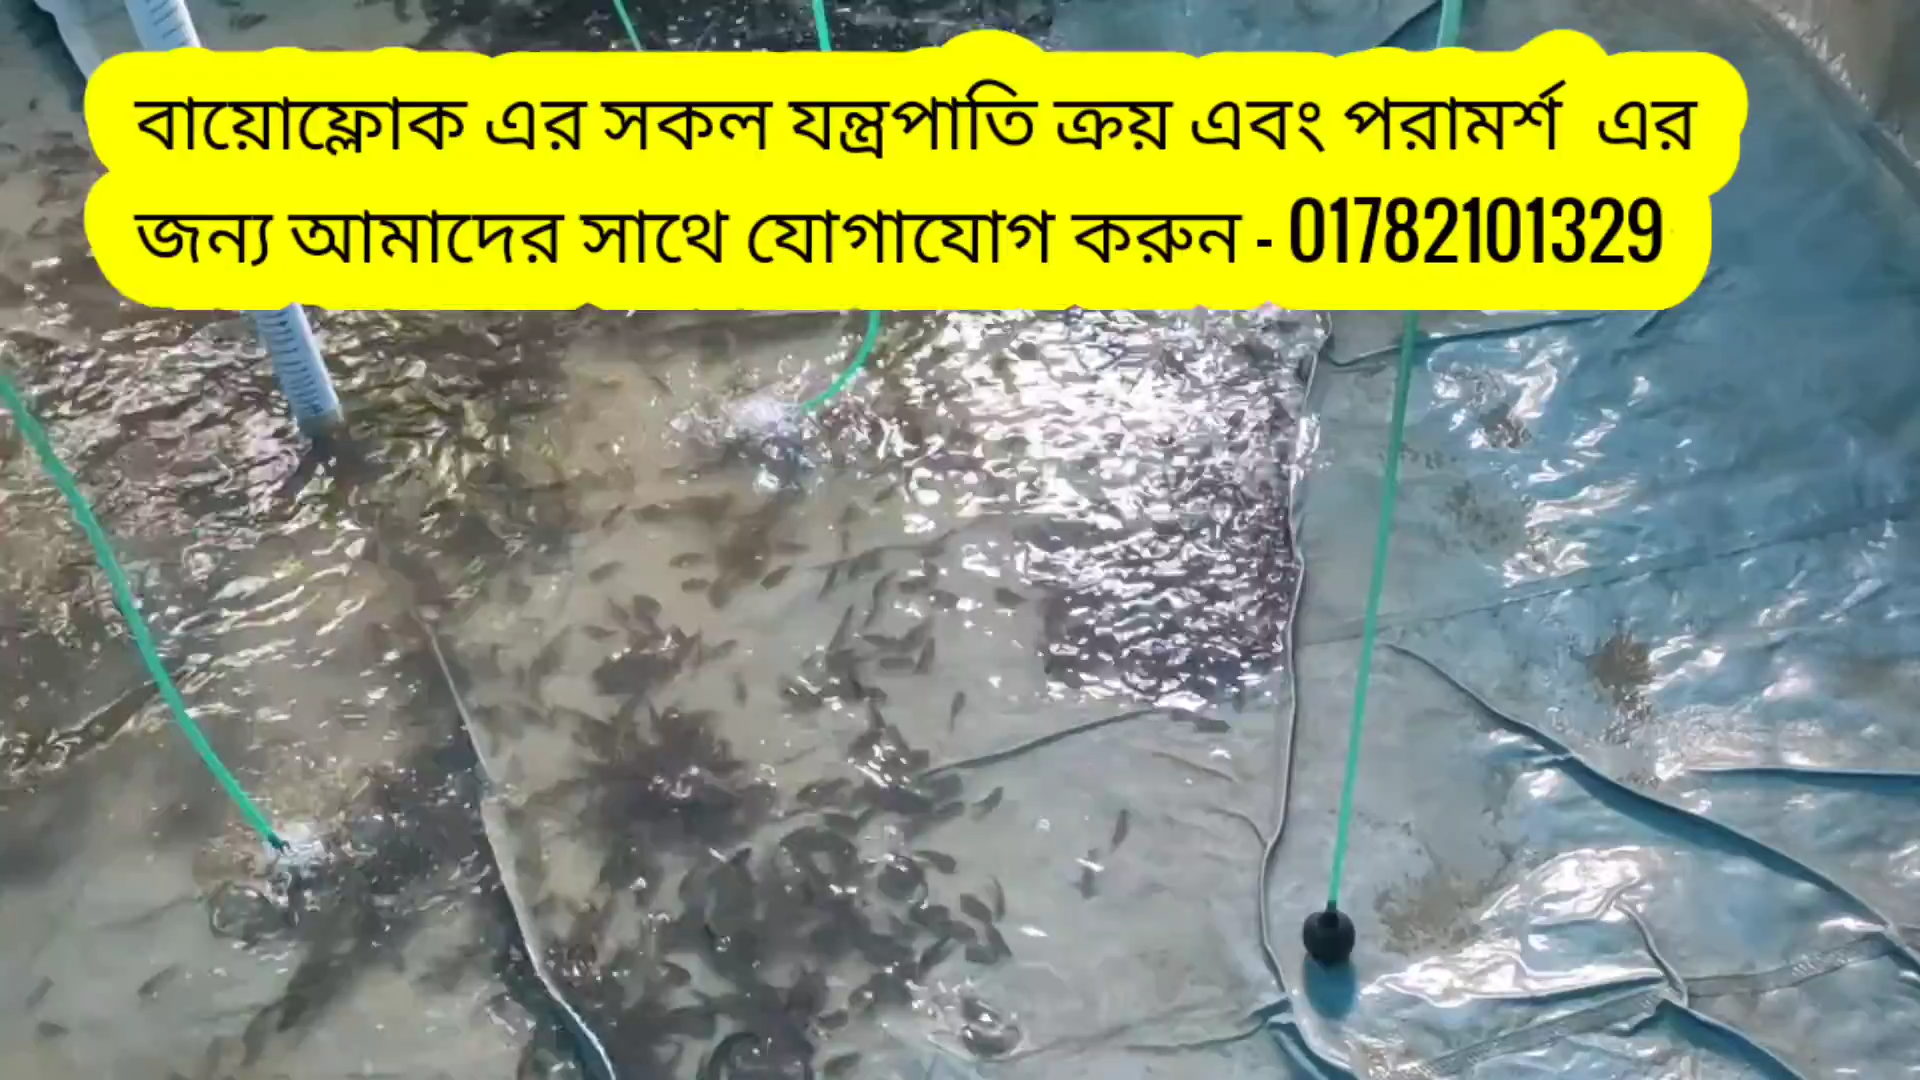 বায়োফ্লোক এর সকল যন্ত্রপাতি ক্রয় এবং পরামর্শ এর
জন্য আমাদের সাথে যোগাযোগ করুন - 01782101329